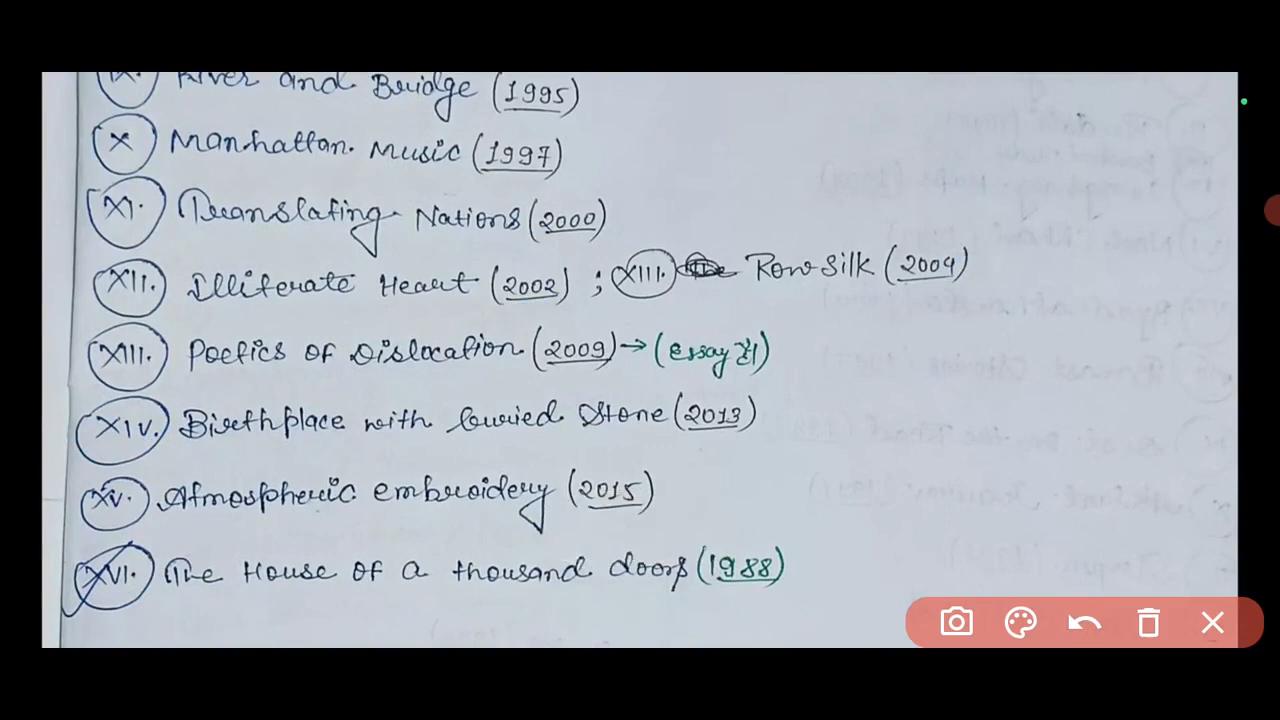 IX. River and Bridge (1995)
X Manhattan. Music (1997)
XI. Translating Nations (2000)
XII. Illiterate Heart (2002) ; XIII. Row Silk (2004)
XIII. Poetics of Dislocation (2009) → (essay
XIV. Birthplace with buried Stone (2013)
XV. Atmospheric embroidery (2015)
XVI. The House of a thousand doors (1988)